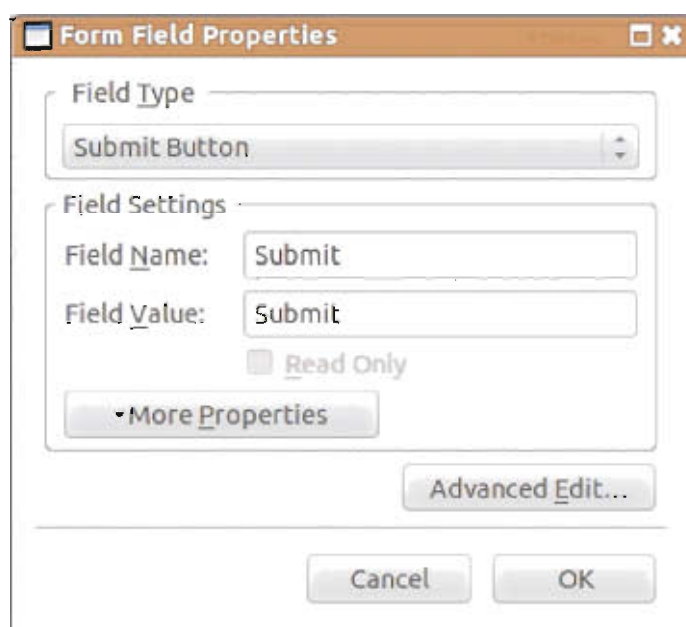 Form Field Properties
Field Type
Submit Button
Field Settings
Field Name: Submit
Field Value: Submit
Read Only
More Properties
Advanced Edit...
Cancel OK